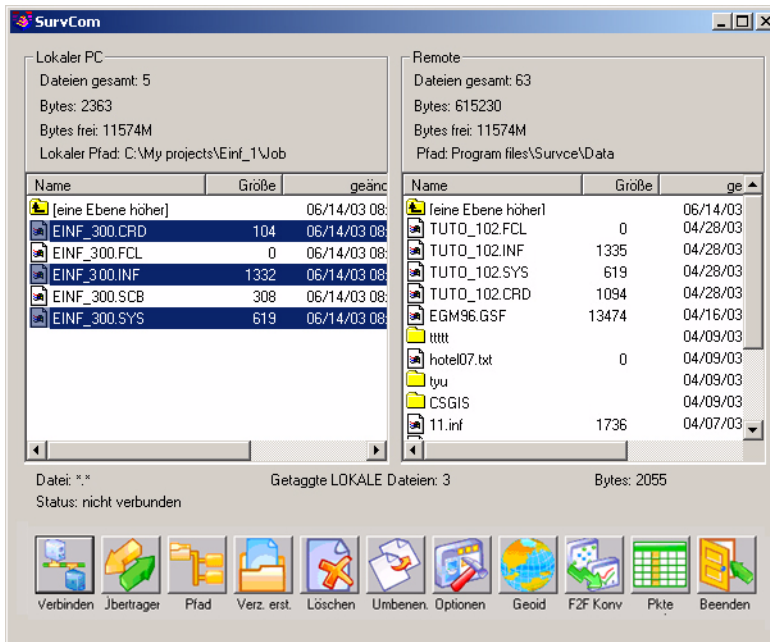 SurvCom
Lokaler PC
Dateien gesamt: 5
Bytes: 2363
Bytes frei: 11574M
Lokaler Pfad: C:\My projects\Einf_1\Job
Name Größe geänd
[eine Ebene höher] 06/14/03 08:
EINF_300.CRD 104 06/14/03 08:
EINF_300.FCL 0 06/14/03 08:
EINF_300.INF 1332 06/14/03 08:
EINF_300.SCB 308 06/14/03 08:
EINF_300.SYS 619 06/14/03 08:
Remote
Dateien gesamt: 63
Bytes: 615230
Bytes frei: 11574M
Pfad: Program files\Survce\Data
Name Größe ge
[eine Ebene höher] 06/14/03
TUTO_102.FCL 0 04/28/03
TUTO_102.INF 1335 04/28/03
TUTO_102.SYS 619 04/28/03
TUTO_102.CRD 1094 04/28/03
EGM96.GSF 13474 04/16/03
ttttt 04/09/03
hotel07.txt 0 04/09/03
tyu 04/09/03
CSGIS 04/09/03
11.inf 1736 04/07/03
Datei: *.* Getaggte LOKALE Dateien: 3 Bytes: 2055
Status: nicht verbunden
Verbinden Übertrager Pfad Verz. erst. Löschen Umbenen. Optionen Geoid F2F Konv Pkte Beenden